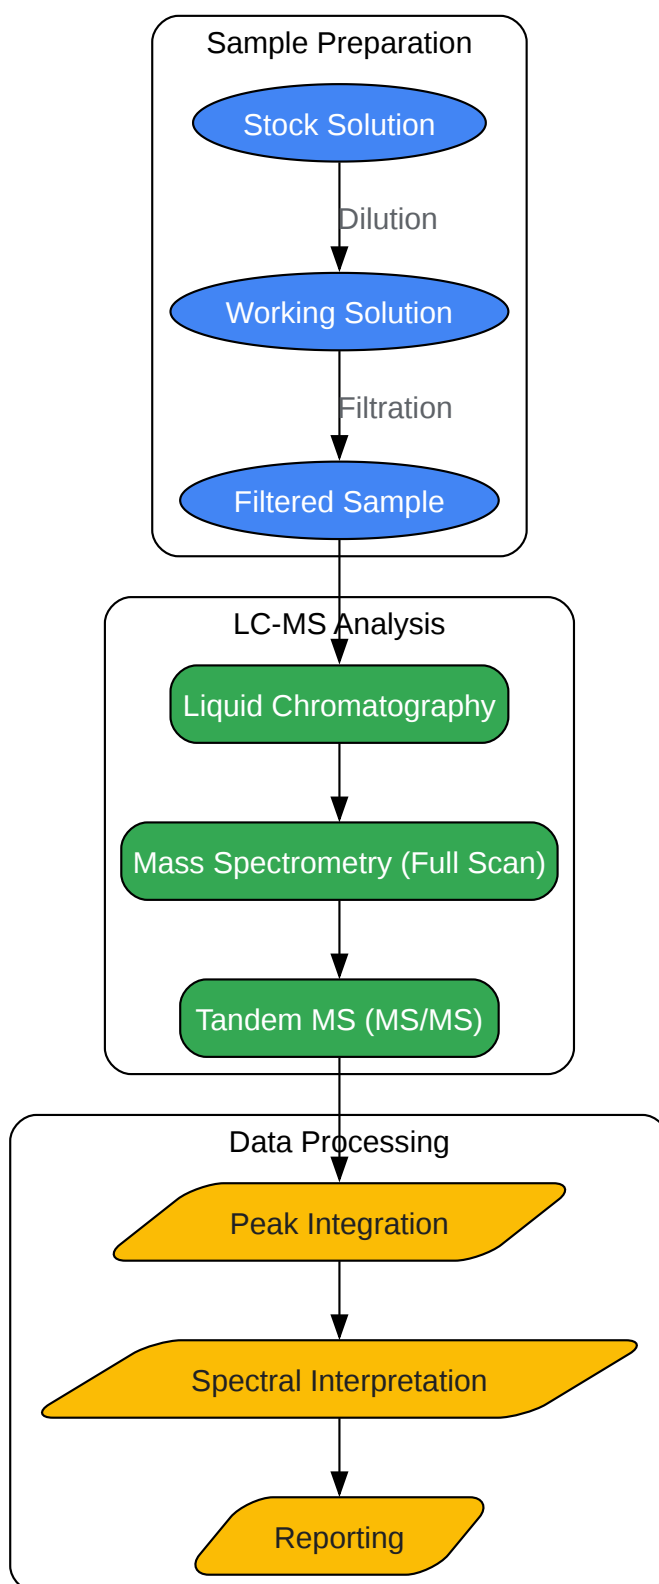 Sample Preparation
Stock Solution
Dilution
Working Solution
Filtration
Filtered Sample
LC-MS Analysis
Liquid Chromatography
Mass Spectrometry (Full Scan)
Tandem MS (MS/MS)
Data Processing
Peak Integration
Spectral Interpretation
Reporting